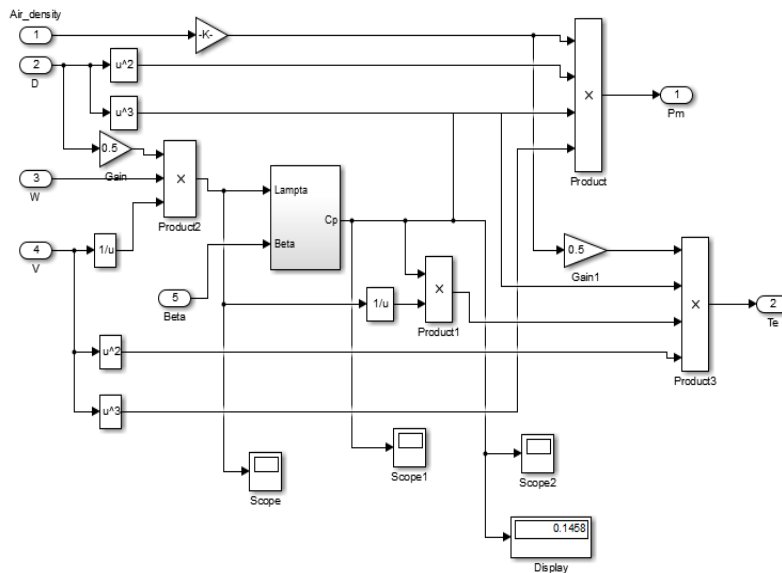 Air_density
1
-K-
2
D
u^2
u^3
×
1
Pm
Product
0.5
Gain
3
W
×
Product2
Lampta
Cp
Beta
4
V
1/u
5
Beta
0.5
Gain1
1/u
×
Product1
×
2
Te
Product3
u^2
u^3
Scope
Scope1
Scope2
0.1458
Display